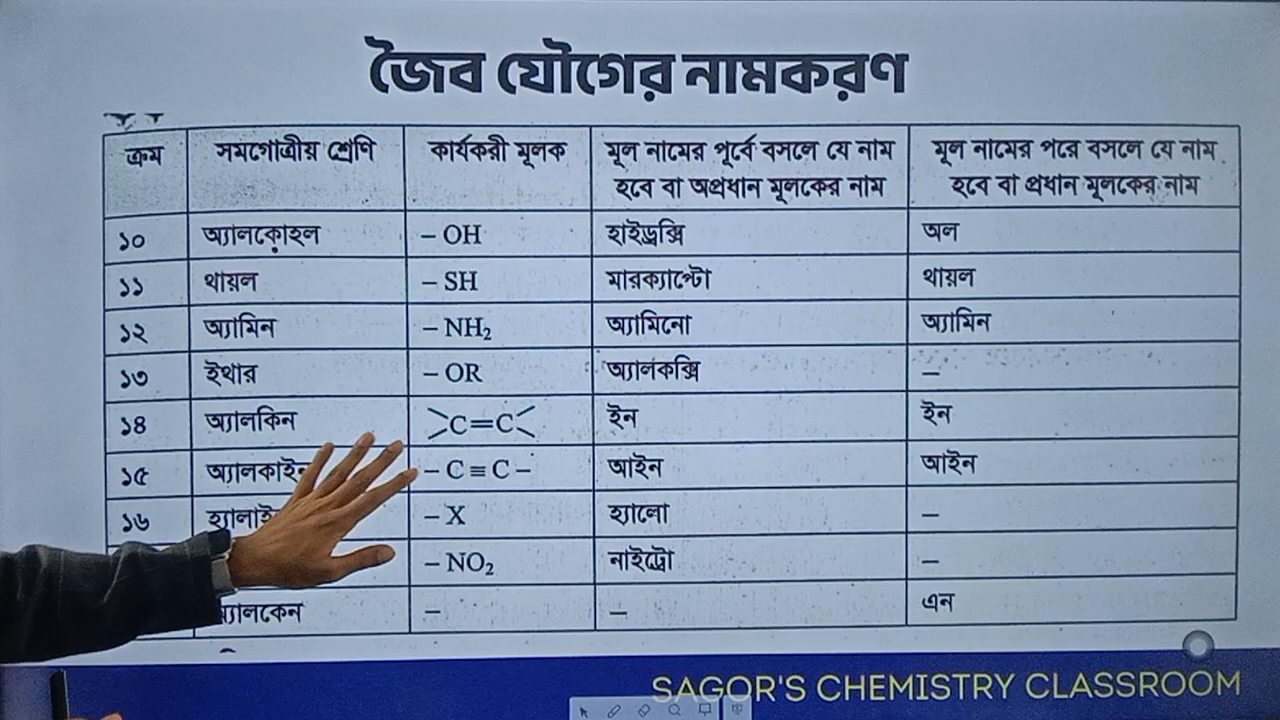 জৈব যৌগের নামকরণ
ক্রম সমগোত্রীয় শ্রেণি কার্যকরী মূলক মূল নামের পূর্বে বসলে যে নাম হবে বা অপ্রধান মূলকের নাম মূল নামের পরে বসলে যে নাম হবে বা প্রধান মূলকের নাম
১০ অ্যালকোহল – OH হাইড্রক্সি অল
১১ থায়ল – SH মারক্যাপ্টো থায়ল
১২ অ্যামিন – NH₂ অ্যামিনো অ্যামিন
১৩ ইথার – OR অ্যালকক্সি –
১৪ অ্যালকিন >C=C< ইন ইন
১৫ অ্যালকাইন – C ≡ C – আইন আইন
১৬ – X হ্যালো –
– NO₂ নাইট্রো –
– – এন
SAGOR'S CHEMISTRY CLASSROOM